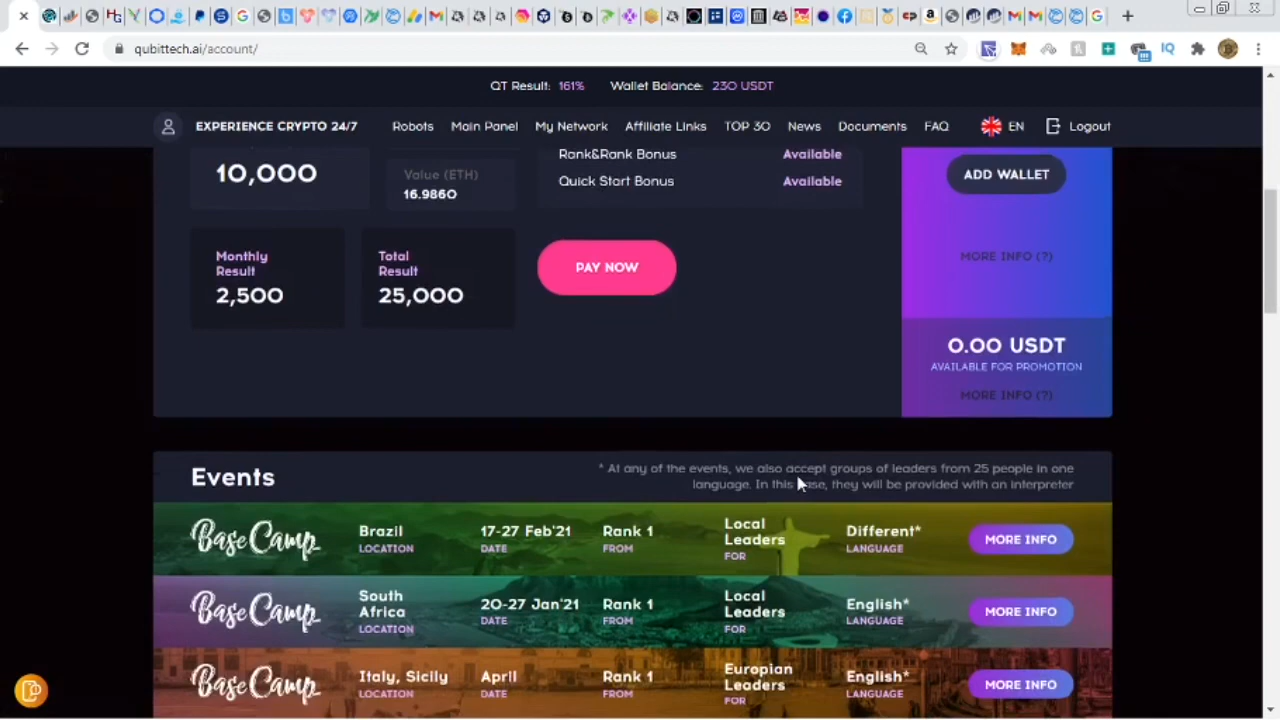 qubittech.ai/account/
QT Result: 161% Wallet Balance: 230 USDT
EXPERIENCE CRYPTO 24/7 Robots Main Panel My Network Affiliate Links TOP 30 News Documents FAQ EN Logout
10,000
Value (ETH)
16.9860
Rank&Rank Bonus Available
Quick Start Bonus Available
ADD WALLET
MORE INFO (?)
Monthly
Result
2,500
Total
Result
25,000
PAY NOW
0.00 USDT
AVAILABLE FOR PROMOTION
MORE INFO (?)
Events
* At any of the events, we also accept groups of leaders from 25 people in one
language. In this case, they will be provided with an interpreter
Base Camp
Brazil
LOCATION
17-27 Feb'21
DATE
Rank 1
FROM
Local
Leaders
FOR
Different*
LANGUAGE
MORE INFO
Base Camp
South
Africa
LOCATION
20-27 Jan'21
DATE
Rank 1
FROM
Local
Leaders
FOR
English*
LANGUAGE
MORE INFO
Base Camp
Italy, Sicily
LOCATION
April
DATE
Rank 1
FROM
Europian
Leaders
FOR
English*
LANGUAGE
MORE INFO